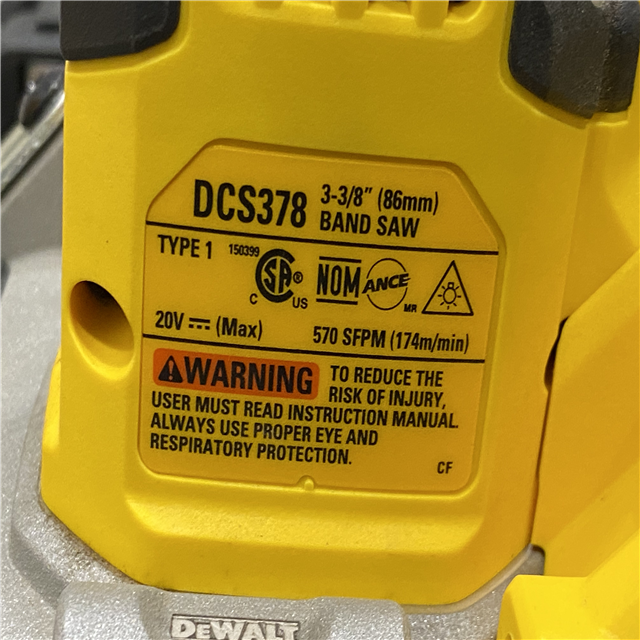 DCS378 3-3/8" (86mm)
BAND SAW
TYPE 1 150399 C SA® US NOM ANCE MR
20V ⎓ (Max) 570 SFPM (174m/min)
⚠WARNING TO REDUCE THE
RISK OF INJURY,
USER MUST READ INSTRUCTION MANUAL.
ALWAYS USE PROPER EYE AND
RESPIRATORY PROTECTION.
CF
DEWALT